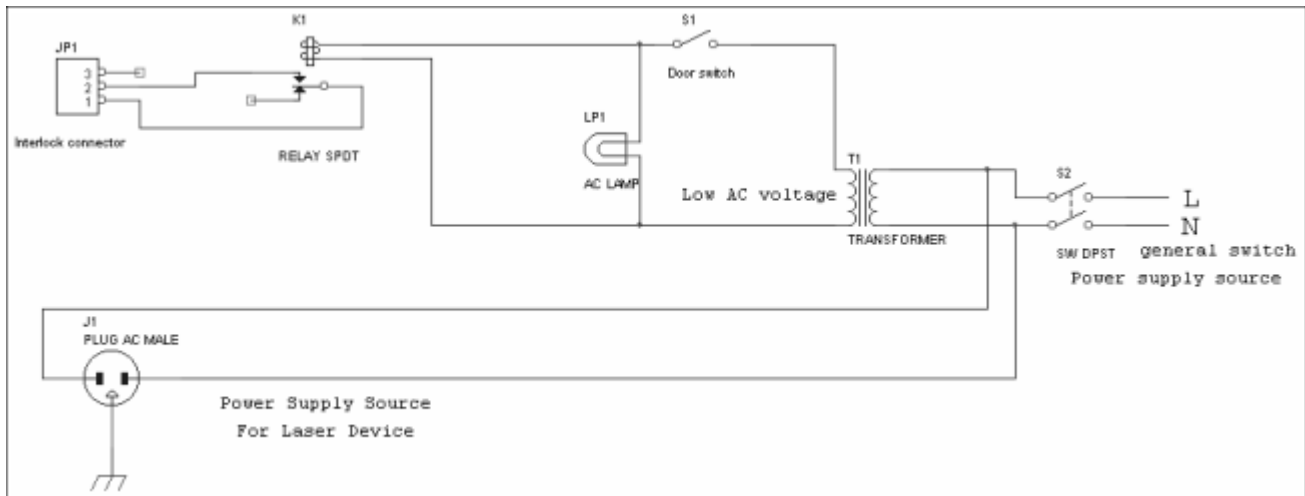 K1
S1
JP1
3
2
1
Door switch
Interlock connector
RELAY SPDT
LP1
AC LAMP
Low AC voltage
T1
TRANSFORMER
S2
L
N
SW DPST
general switch
Power supply source
J1
PLUG AC MALE
Power Supply Source
For Laser Device